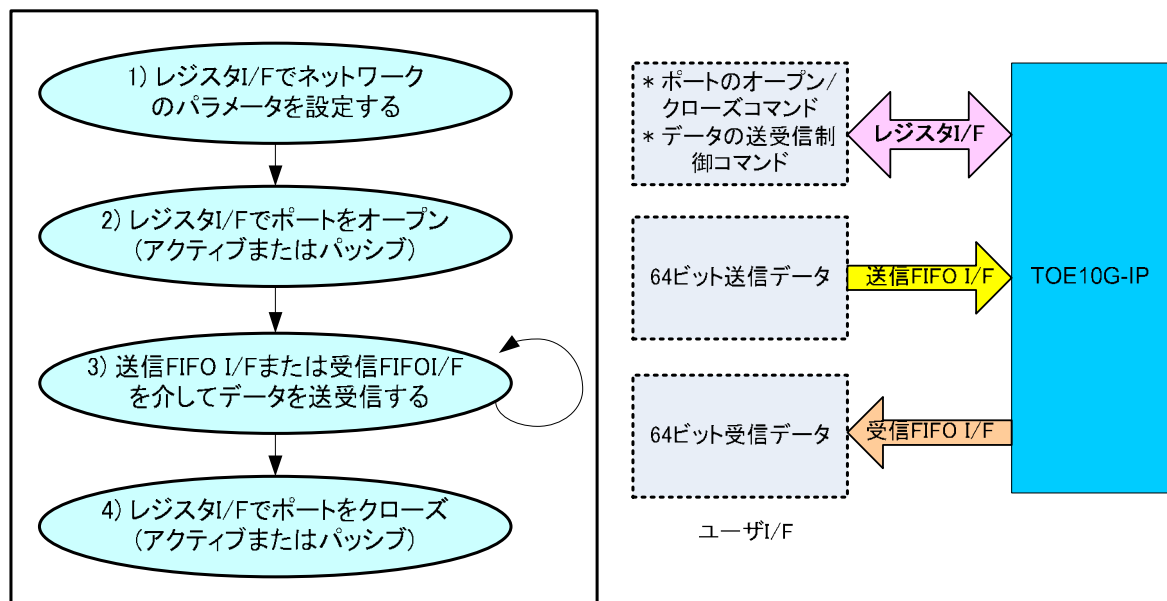 1) レジスタI/Fでネットワーク
のパラメータを設定する
2) レジスタI/Fでポートをオープン
(アクティブまたはパッシブ)
3) 送信FIFO I/Fまたは受信FIFOI/F
を介してデータを送受信する
4) レジスタI/Fでポートをクローズ
(アクティブまたはパッシブ)
* ポートのオープン/
クローズコマンド
* データの送受信制
御コマンド
レジスタI/F
64ビット送信データ
送信FIFO I/F
TOE10G-IP
64ビット受信データ
受信FIFO I/F
ユーザI/F